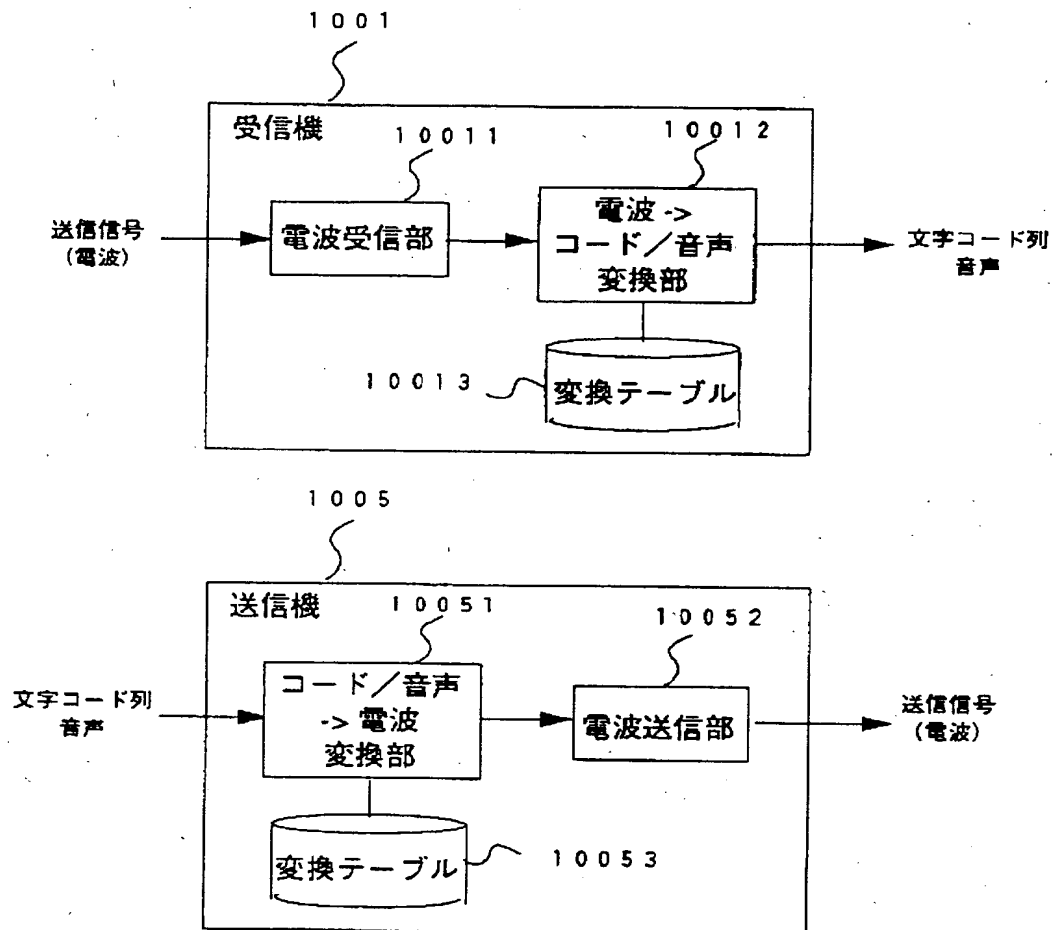 1001
受信機
10011
10012
送信信号
(電波)
電波受信部
電波->
コード/音声
変換部
文字コード列
音声
10013
変換テーブル
1005
送信機
10051
10052
文字コード列
音声
コード/音声
->電波
変換部
電波送信部
送信信号
(電波)
変換テーブル
10053